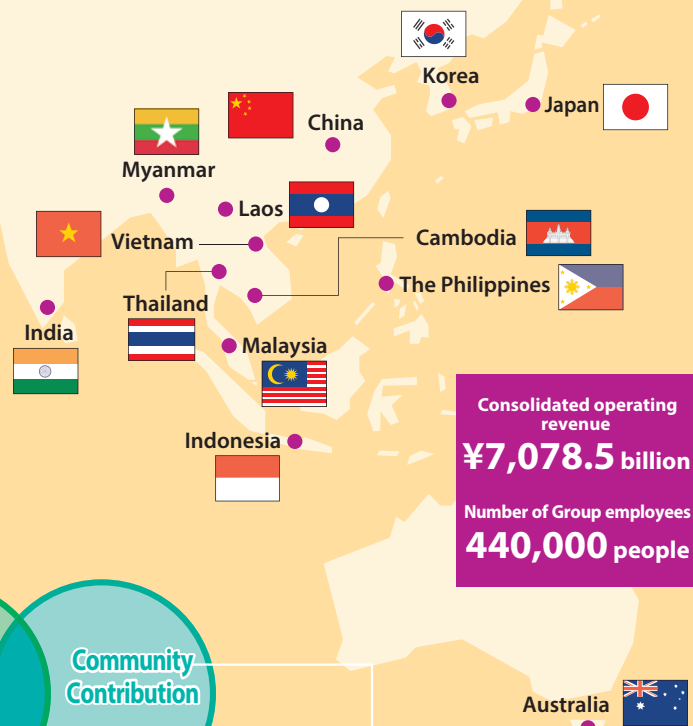 Korea
Japan
China
Myanmar
Laos
Vietnam
Cambodia
The Philippines
Thailand
India
Malaysia
Indonesia
Consolidated operating
revenue
¥7,078.5 billion
Number of Group employees
440,000 people
Community
Contribution
Australia